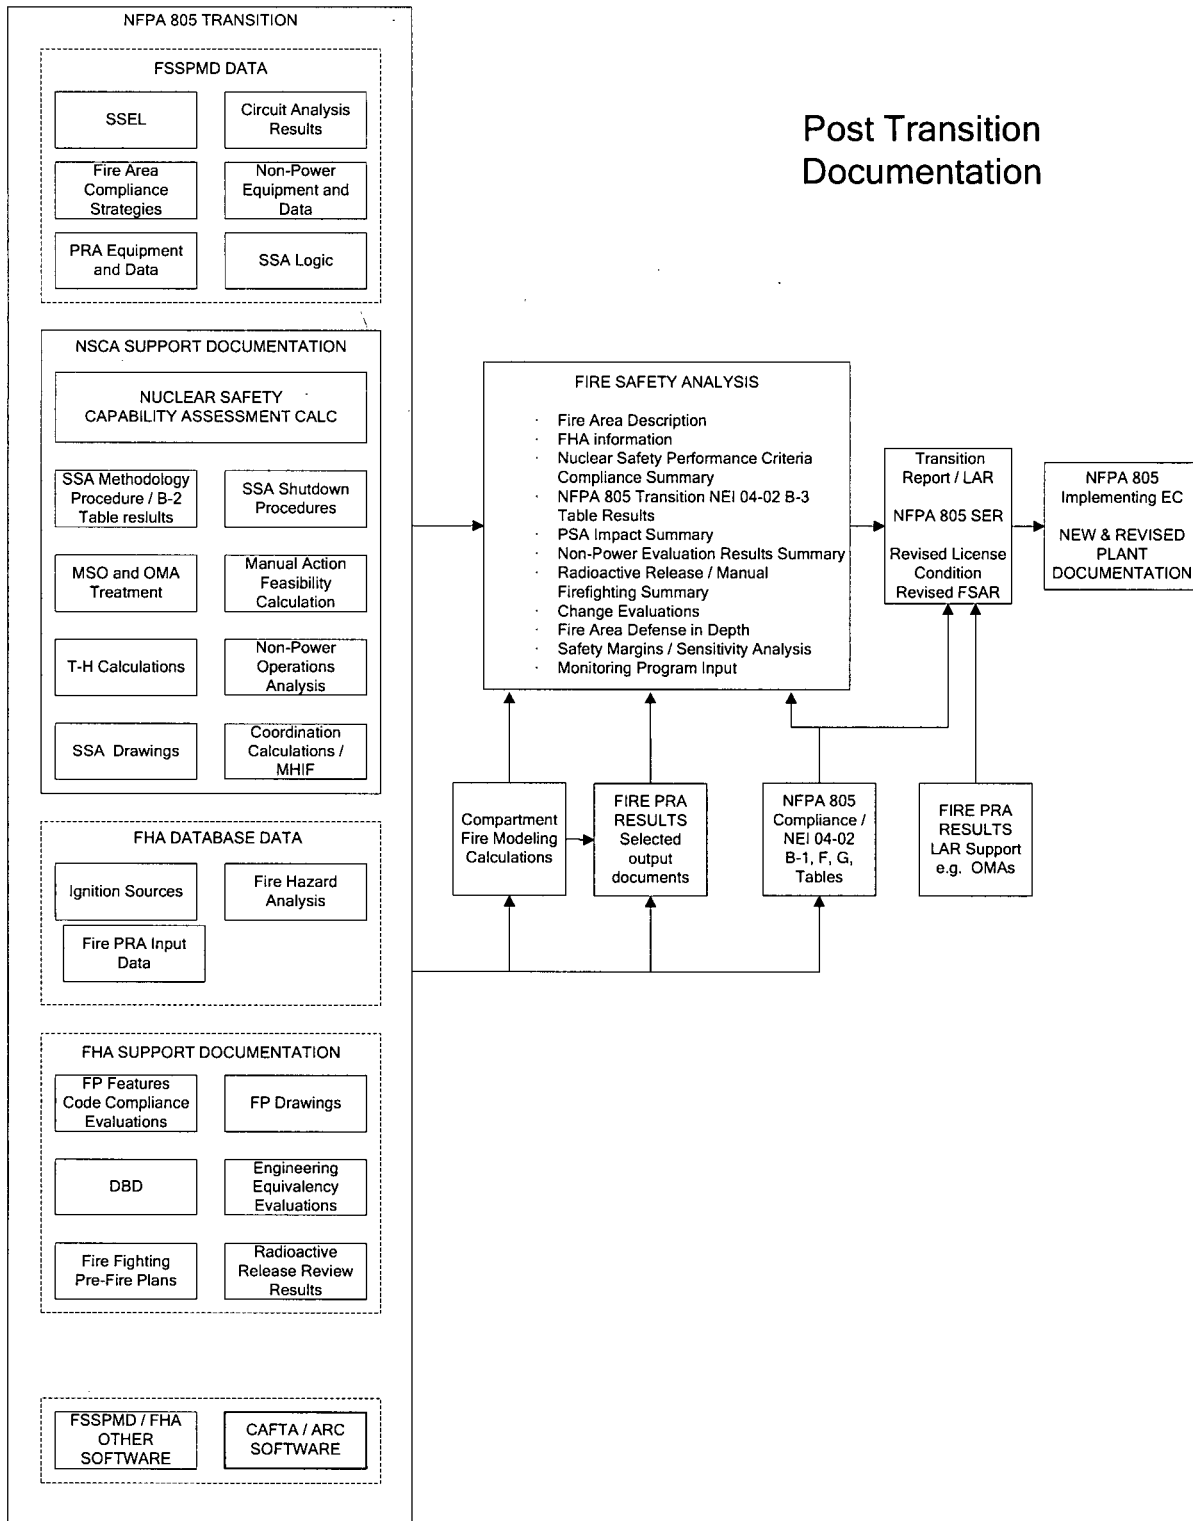 NFPA 805 TRANSITION
FSSPMD DATA
SSEL
Circuit Analysis
Results
Fire Area
Compliance
Strategies
Non-Power
Equipment and
Data
PRA Equipment
and Data
SSA Logic
NSCA SUPPORT DOCUMENTATION
NUCLEAR SAFETY
CAPABILITY ASSESSMENT CALC
SSA Methodology
Procedure / B-2
Table reslults
SSA Shutdown
Procedures
MSO and OMA
Treatment
Manual Action
Feasibility
Calculation
T-H Calculations
Non-Power
Operations
Analysis
SSA Drawings
Coordination
Calculations /
MHIF
FHA DATABASE DATA
Ignition Sources
Fire Hazard
Analysis
Fire PRA Input
Data
FHA SUPPORT DOCUMENTATION
FP Features
Code Compliance
Evaluations
FP Drawings
DBD
Engineering
Equivalency
Evaluations
Fire Fighting
Pre-Fire Plans
Radioactive
Release Review
Results
FSSPMD / FHA
OTHER
SOFTWARE
CAFTA / ARC
SOFTWARE
Post Transition
Documentation
FIRE SAFETY ANALYSIS
· Fire Area Description
· FHA information
· Nuclear Safety Performance Criteria
Compliance Summary
· NFPA 805 Transition NEI 04-02 B-3
Table Results
· PSA Impact Summary
· Non-Power Evaluation Results Summary
· Radioactive Release / Manual
Firefighting Summary
· Change Evaluations
· Fire Area Defense in Depth
· Safety Margins / Sensitivity Analysis
· Monitoring Program Input
Transition
Report / LAR
NFPA 805 SER
Revised License
Condition
Revised FSAR
NFPA 805
Implementing EC
NEW & REVISED
PLANT
DOCUMENTATION
Compartment
Fire Modeling
Calculations
FIRE PRA
RESULTS
Selected
output
documents
NFPA 805
Compliance /
NEI 04-02
B-1, F, G,
Tables
FIRE PRA
RESULTS
LAR Support
e.g. OMAs